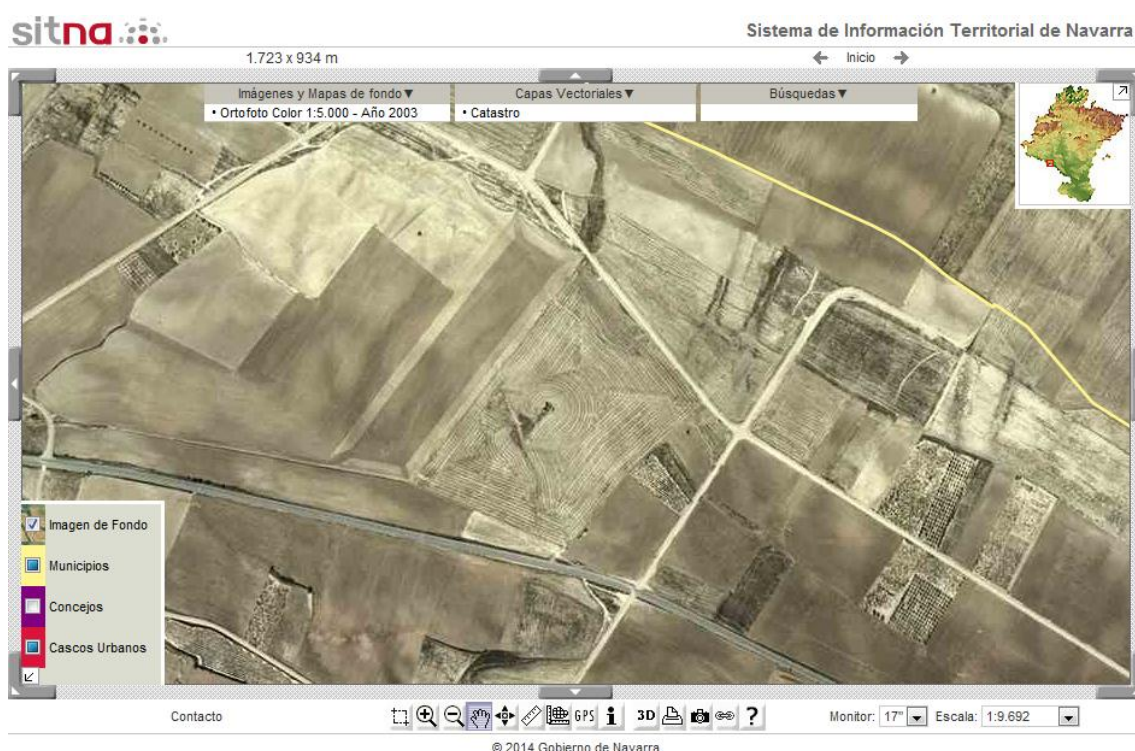 sitna
Sistema de Información Territorial de Navarra
1.723 x 934 m
Inicio
Imágenes y Mapas de fondo▼
Capas Vectoriales▼
Búsquedas▼
• Ortofoto Color 1:5.000 - Año 2003
• Catastro
Imagen de Fondo
Municipios
Concejos
Cascos Urbanos
Contacto
GPS
3D
?
Monitor: 17"
Escala: 1:9.692
© 2014 Gobierno de Navarra